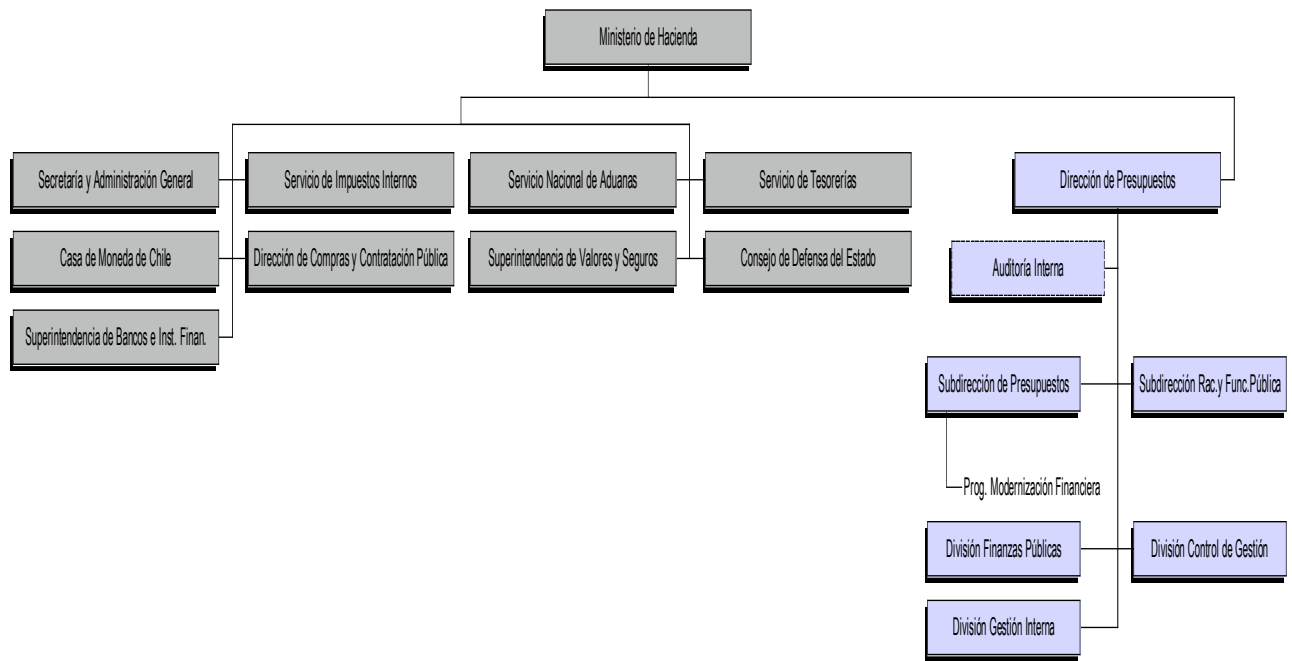 Ministerio de Hacienda
Secretaría y Administración General
Servicio de Impuestos Internos
Servicio Nacional de Aduanas
Servicio de Tesorerías
Dirección de Presupuestos
Casa de Moneda de Chile
Dirección de Compras y Contratación Pública
Superintendencia de Valores y Seguros
Consejo de Defensa del Estado
Auditoría Interna
Superintendencia de Bancos e Inst. Finan.
Subdirección de Presupuestos
Subdirección Rac.y Func.Pública
Prog. Modernización Financiera
División Finanzas Públicas
División Control de Gestión
División Gestión Interna